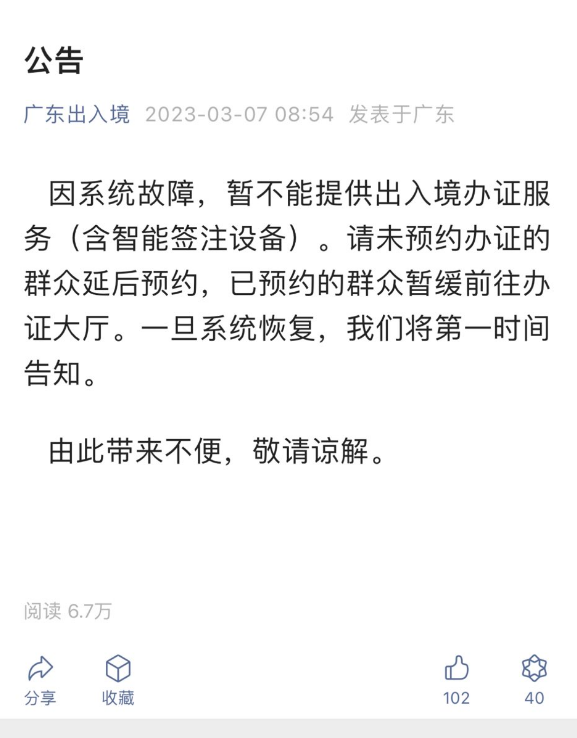 公告
广东出入境 2023-03-07 08:54 发表于广东
因系统故障，暂不能提供出入境办证服
务（含智能签注设备）。请未预约办证的
群众延后预约，已预约的群众暂缓前往办
证大厅。一旦系统恢复，我们将第一时间
告知。
由此带来不便，敬请谅解。
阅读 6.7万
分享 收藏 102 40